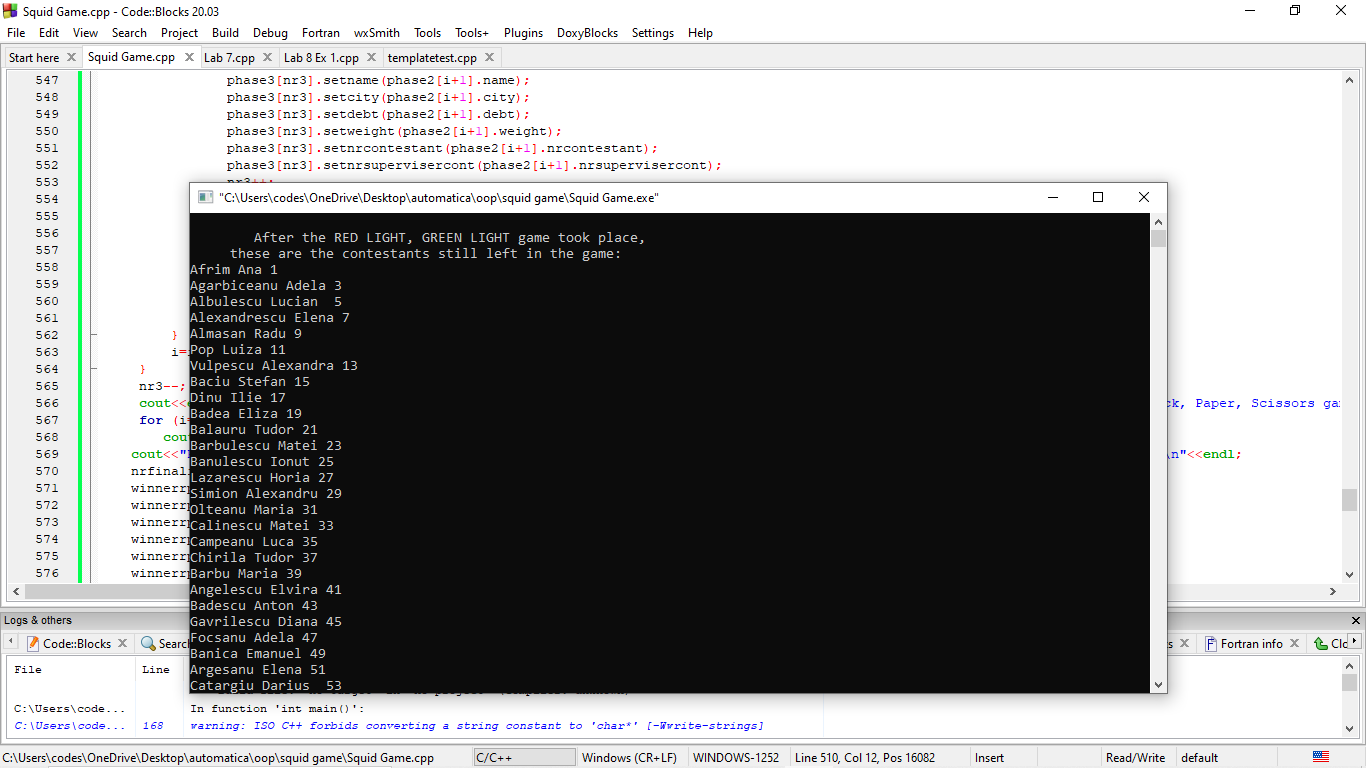 Squid Game.cpp - Code::Blocks 20.03
File Edit View Search Project Build Debug Fortran wxSmith Tools Tools+ Plugins DoxyBlocks Settings Help
Start here Squid Game.cpp Lab 7.cpp Lab 8 Ex 1.cpp templatetest.cpp
547 phase3[nr3].setname(phase2[i+1].name);
548 phase3[nr3].setcity(phase2[i+1].city);
549 phase3[nr3].setdebt(phase2[i+1].debt);
550 phase3[nr3].setweight(phase2[i+1].weight);
551 phase3[nr3].setnrcontestant(phase2[i+1].nrcontestant);
552 phase3[nr3].setnrsupervisercont(phase2[i+1].nrsupervisercont);
553 nr3++;
554
555
556
557
558
559
560
561
562 }
563 i=
564 }
565 nr3--;
566 cout<< ck, Paper, Scissors ga
567 for (i
568 cou
569 cout<<" \n"<<endl;
570 nrfinal
571 winnerr
572 winnerr
573 winnerr
574 winnerr
575 winnerr
576 winnerr
"C:\Users\codes\OneDrive\Desktop\automatica\oop\squid game\Squid Game.exe"
After the RED LIGHT, GREEN LIGHT game took place,
these are the contestants still left in the game:
Afrim Ana 1
Agarbiceanu Adela 3
Albulescu Lucian  5
Alexandrescu Elena 7
Almasan Radu 9
Pop Luiza 11
Vulpescu Alexandra 13
Baciu Stefan 15
Dinu Ilie 17
Badea Eliza 19
Balauru Tudor 21
Barbulescu Matei 23
Banulescu Ionut 25
Lazarescu Horia 27
Simion Alexandru 29
Olteanu Maria 31
Calinescu Matei 33
Campeanu Luca 35
Chirila Tudor 37
Barbu Maria 39
Angelescu Elvira 41
Badescu Anton 43
Gavrilescu Diana 45
Focsanu Adela 47
Banica Emanuel 49
Argesanu Elena 51
Catargiu Darius  53
Logs & others
Code::Blocks Searc s Fortran info Clo
File Line
C:\Users\code... In function 'int main()':
C:\Users\code... 168 warning: ISO C++ forbids converting a string constant to 'char*' [-Wwrite-strings]
C:\Users\codes\OneDrive\Desktop\automatica\oop\squid game\Squid Game.cpp C/C++ Windows (CR+LF) WINDOWS-1252 Line 510, Col 12, Pos 16082 Insert Read/Write default